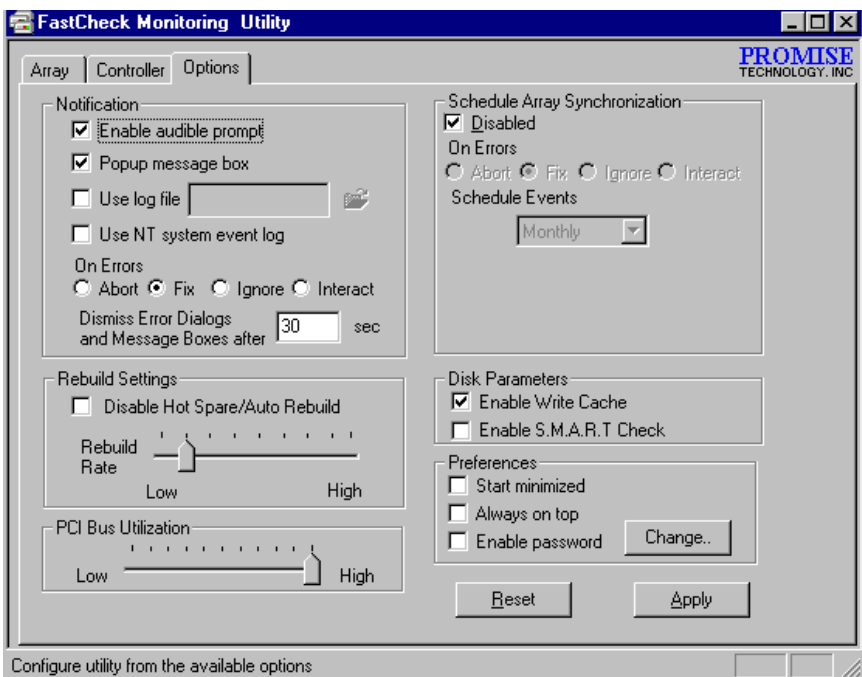 FastCheck Monitoring Utility
PROMISE
TECHNOLOGY, INC
Array
Controller
Options
Notification
Enable audible prompt
Popup message box
Use log file
Use NT system event log
On Errors
Abort
Fix
Ignore
Interact
Dismiss Error Dialogs
and Message Boxes after
30
sec
Schedule Array Synchronization
Disabled
On Errors
Abort
Fix
Ignore
Interact
Schedule Events
Monthly
Rebuild Settings
Disable Hot Spare/Auto Rebuild
Rebuild
Rate
Low
High
Disk Parameters
Enable Write Cache
Enable S.M.A.R.T Check
PCI Bus Utilization
Low
High
Preferences
Start minimized
Always on top
Enable password
Change..
Reset
Apply
Configure utility from the available options